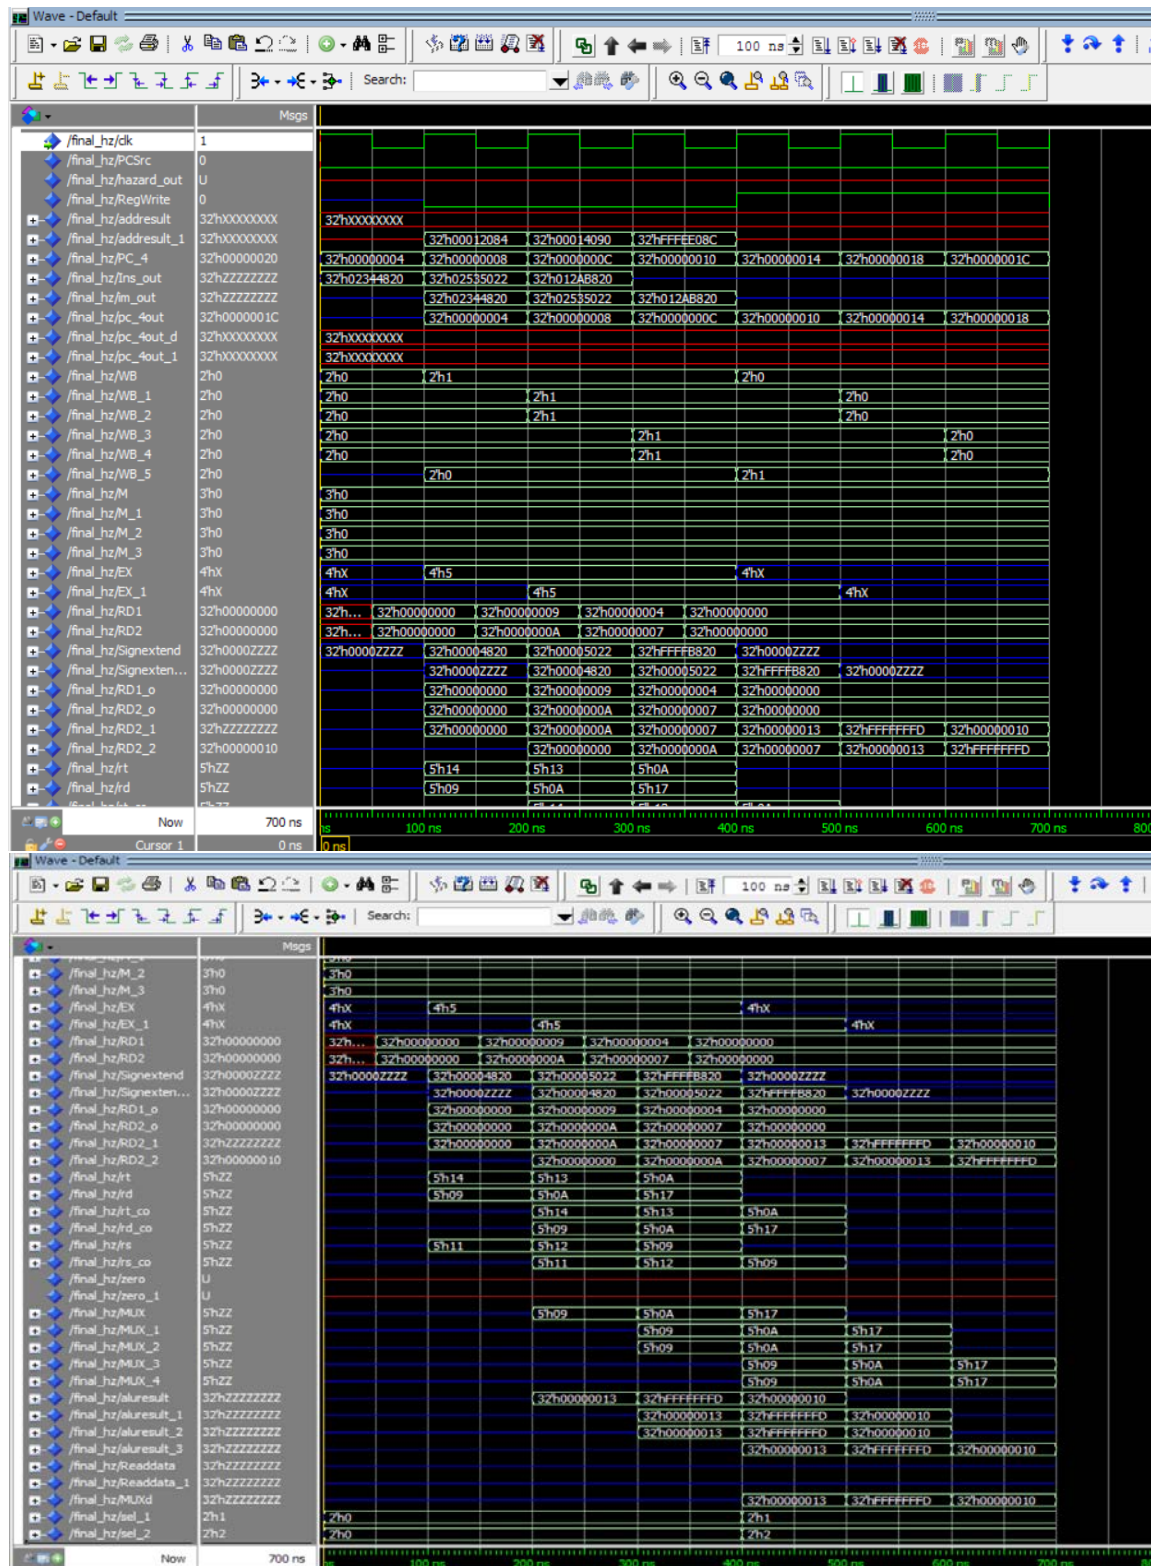 Wave - Default
100 ns
Search:
Msgs
/final_hz/clk 1
/final_hz/PCSrc 0
/final_hz/hazard_out U
/final_hz/RegWrite 0
/final_hz/addresult 32'hXXXXXXXX 32'hXXXXXXXX
/final_hz/addresult_1 32'hXXXXXXXX 32'h00012084 32'h00014090 32'hFFFEE08C
/final_hz/PC_4 32'h00000020 32'h00000004 32'h00000008 32'h0000000C 32'h00000010 32'h00000014 32'h00000018 32'h0000001C
/final_hz/Ins_out 32'hZZZZZZZZ 32'h02344820 32'h02535022 32'h012AB820
/final_hz/im_out 32'hZZZZZZZZ 32'h02344820 32'h02535022 32'h012AB820
/final_hz/pc_4out 32'h0000001C 32'h00000004 32'h00000008 32'h0000000C 32'h00000010 32'h00000014 32'h00000018
/final_hz/pc_4out_d 32'hXXXXXXXX 32'hXXXXXXXX
/final_hz/pc_4out_1 32'hXXXXXXXX 32'hXXXXXXXX
/final_hz/WB 2'h0 2'h0 2'h1 2'h0
/final_hz/WB_1 2'h0 2'h0 2'h1 2'h0
/final_hz/WB_2 2'h0 2'h0 2'h1 2'h0
/final_hz/WB_3 2'h0 2'h0 2'h1 2'h0
/final_hz/WB_4 2'h0 2'h0 2'h1 2'h0
/final_hz/WB_5 2'h0 2'h0 2'h1
/final_hz/M 3'h0 3'h0
/final_hz/M_1 3'h0 3'h0
/final_hz/M_2 3'h0 3'h0
/final_hz/M_3 3'h0 3'h0
/final_hz/EX 4'hX 4'hX 4'h5 4'hX
/final_hz/EX_1 4'hX 4'hX 4'h5 4'hX
/final_hz/RD1 32'h00000000 32'h... 32'h00000000 32'h00000009 32'h00000004 32'h00000000
/final_hz/RD2 32'h00000000 32'h... 32'h00000000 32'h0000000A 32'h00000007 32'h00000000
/final_hz/Signextend 32'h0000ZZZZ 32'h0000ZZZZ 32'h00004820 32'h00005022 32'hFFFFB820 32'h0000ZZZZ
/final_hz/Signexten... 32'h0000ZZZZ 32'h0000ZZZZ 32'h00004820 32'h00005022 32'hFFFFB820 32'h0000ZZZZ
/final_hz/RD1_o 32'h00000000 32'h00000000 32'h00000009 32'h00000004 32'h00000000
/final_hz/RD2_o 32'h00000000 32'h00000000 32'h0000000A 32'h00000007 32'h00000000
/final_hz/RD2_1 32'hZZZZZZZZ 32'h00000000 32'h0000000A 32'h00000007 32'h00000013 32'hFFFFFFFD 32'h00000010
/final_hz/RD2_2 32'h00000010 32'h00000000 32'h0000000A 32'h00000007 32'h00000013 32'hFFFFFFFD
/final_hz/rt 5'hZZ 5'h14 5'h13 5'h0A
/final_hz/rd 5'hZZ 5'h09 5'h0A 5'h17
Now 700 ns 100 ns 200 ns 300 ns 400 ns 500 ns 600 ns 700 ns 800
Cursor 1 0 ns 0 ns
Wave - Default
100 ns
Search:
Msgs
/final_hz/M_2 3'h0 3'h0
/final_hz/M_3 3'h0 3'h0
/final_hz/EX 4'hX 4'hX 4'h5 4'hX
/final_hz/EX_1 4'hX 4'hX 4'h5 4'hX
/final_hz/RD1 32'h00000000 32'h... 32'h00000000 32'h00000009 32'h00000004 32'h00000000
/final_hz/RD2 32'h00000000 32'h... 32'h00000000 32'h0000000A 32'h00000007 32'h00000000
/final_hz/Signextend 32'h0000ZZZZ 32'h0000ZZZZ 32'h00004820 32'h00005022 32'hFFFFB820 32'h0000ZZZZ
/final_hz/Signexten... 32'h0000ZZZZ 32'h0000ZZZZ 32'h00004820 32'h00005022 32'hFFFFB820 32'h0000ZZZZ
/final_hz/RD1_o 32'h00000000 32'h00000000 32'h00000009 32'h00000004 32'h00000000
/final_hz/RD2_o 32'h00000000 32'h00000000 32'h0000000A 32'h00000007 32'h00000000
/final_hz/RD2_1 32'hZZZZZZZZ 32'h00000000 32'h0000000A 32'h00000007 32'h00000013 32'hFFFFFFFD 32'h00000010
/final_hz/RD2_2 32'h00000010 32'h00000000 32'h0000000A 32'h00000007 32'h00000013 32'hFFFFFFFD
/final_hz/rt 5'hZZ 5'h14 5'h13 5'h0A
/final_hz/rd 5'hZZ 5'h09 5'h0A 5'h17
/final_hz/rt_co 5'hZZ 5'h14 5'h13 5'h0A
/final_hz/rd_co 5'hZZ 5'h09 5'h0A 5'h17
/final_hz/rs 5'hZZ 5'h11 5'h12 5'h09
/final_hz/rs_co 5'hZZ 5'h11 5'h12 5'h09
/final_hz/zero U
/final_hz/zero_1 U
/final_hz/MUX 5'hZZ 5'h09 5'h0A 5'h17
/final_hz/MUX_1 5'hZZ 5'h09 5'h0A 5'h17
/final_hz/MUX_2 5'hZZ 5'h09 5'h0A 5'h17
/final_hz/MUX_3 5'hZZ 5'h09 5'h0A 5'h17
/final_hz/MUX_4 5'hZZ 5'h09 5'h0A 5'h17
/final_hz/aluresult 32'hZZZZZZZZ 32'h00000013 32'hFFFFFFFD 32'h00000010
/final_hz/aluresult_1 32'hZZZZZZZZ 32'h00000013 32'hFFFFFFFD 32'h00000010
/final_hz/aluresult_2 32'hZZZZZZZZ 32'h00000013 32'hFFFFFFFD 32'h00000010
/final_hz/aluresult_3 32'hZZZZZZZZ 32'h00000013 32'hFFFFFFFD 32'h00000010
/final_hz/Readdata 32'hZZZZZZZZ
/final_hz/Readdata_1 32'hZZZZZZZZ
/final_hz/MUXd 32'hZZZZZZZZ 32'h00000013 32'hFFFFFFFD 32'h00000010
/final_hz/sel_1 2'h1 2'h0 2'h1
/final_hz/sel_2 2'h2 2'h0 2'h2
Now 700 ns 100 ns 200 ns 300 ns 400 ns 500 ns 600 ns 700 ns 800